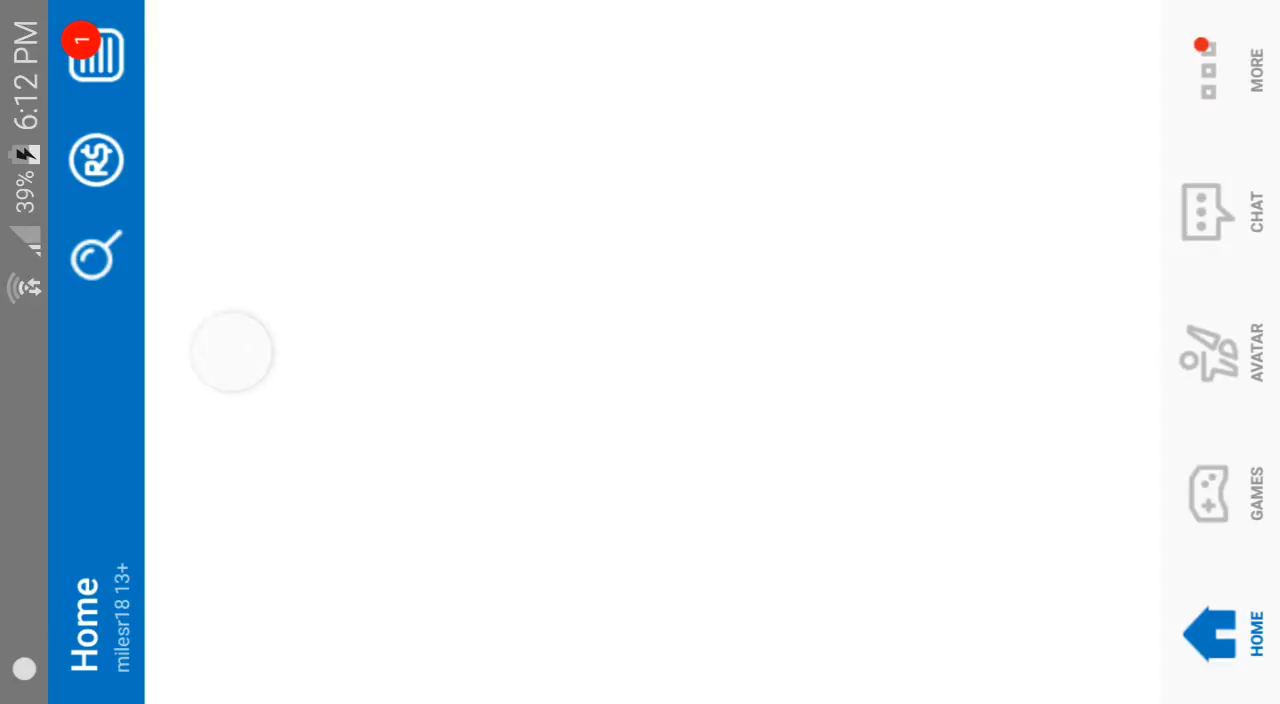 39% 6:12 PM
Home
milesr18 13+
R$
1
HOME
GAMES
AVATAR
CHAT
MORE